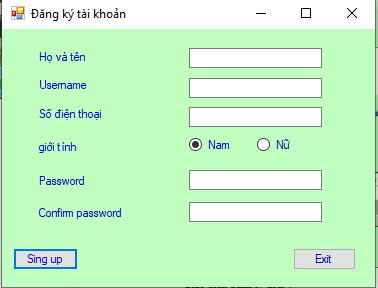 Đăng ký tài khoản
Họ và tên
Username
Số điện thoại
giới tính Nam Nữ
Password
Confirm password
Sing up Exit